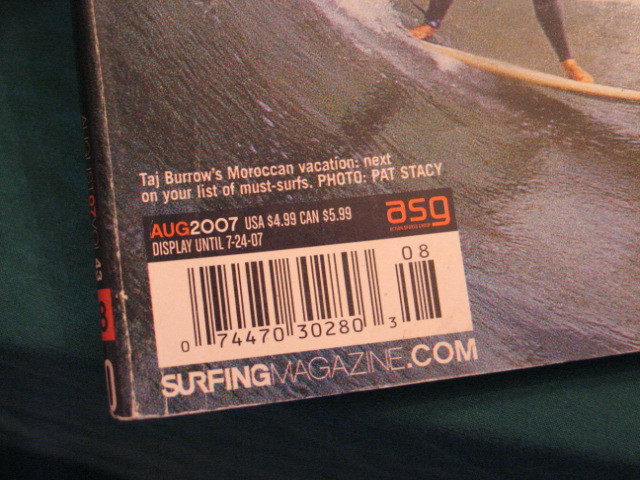 Taj Burrow's Moroccan vacation: next
on your list of must-surfs. PHOTO: PAT STACY
AUG2007 USA $4.99 CAN $5.99
DISPLAY UNTIL 7-24-07
asg
08
0 74470 30280 3
SURFINGMAGAZINE.COM